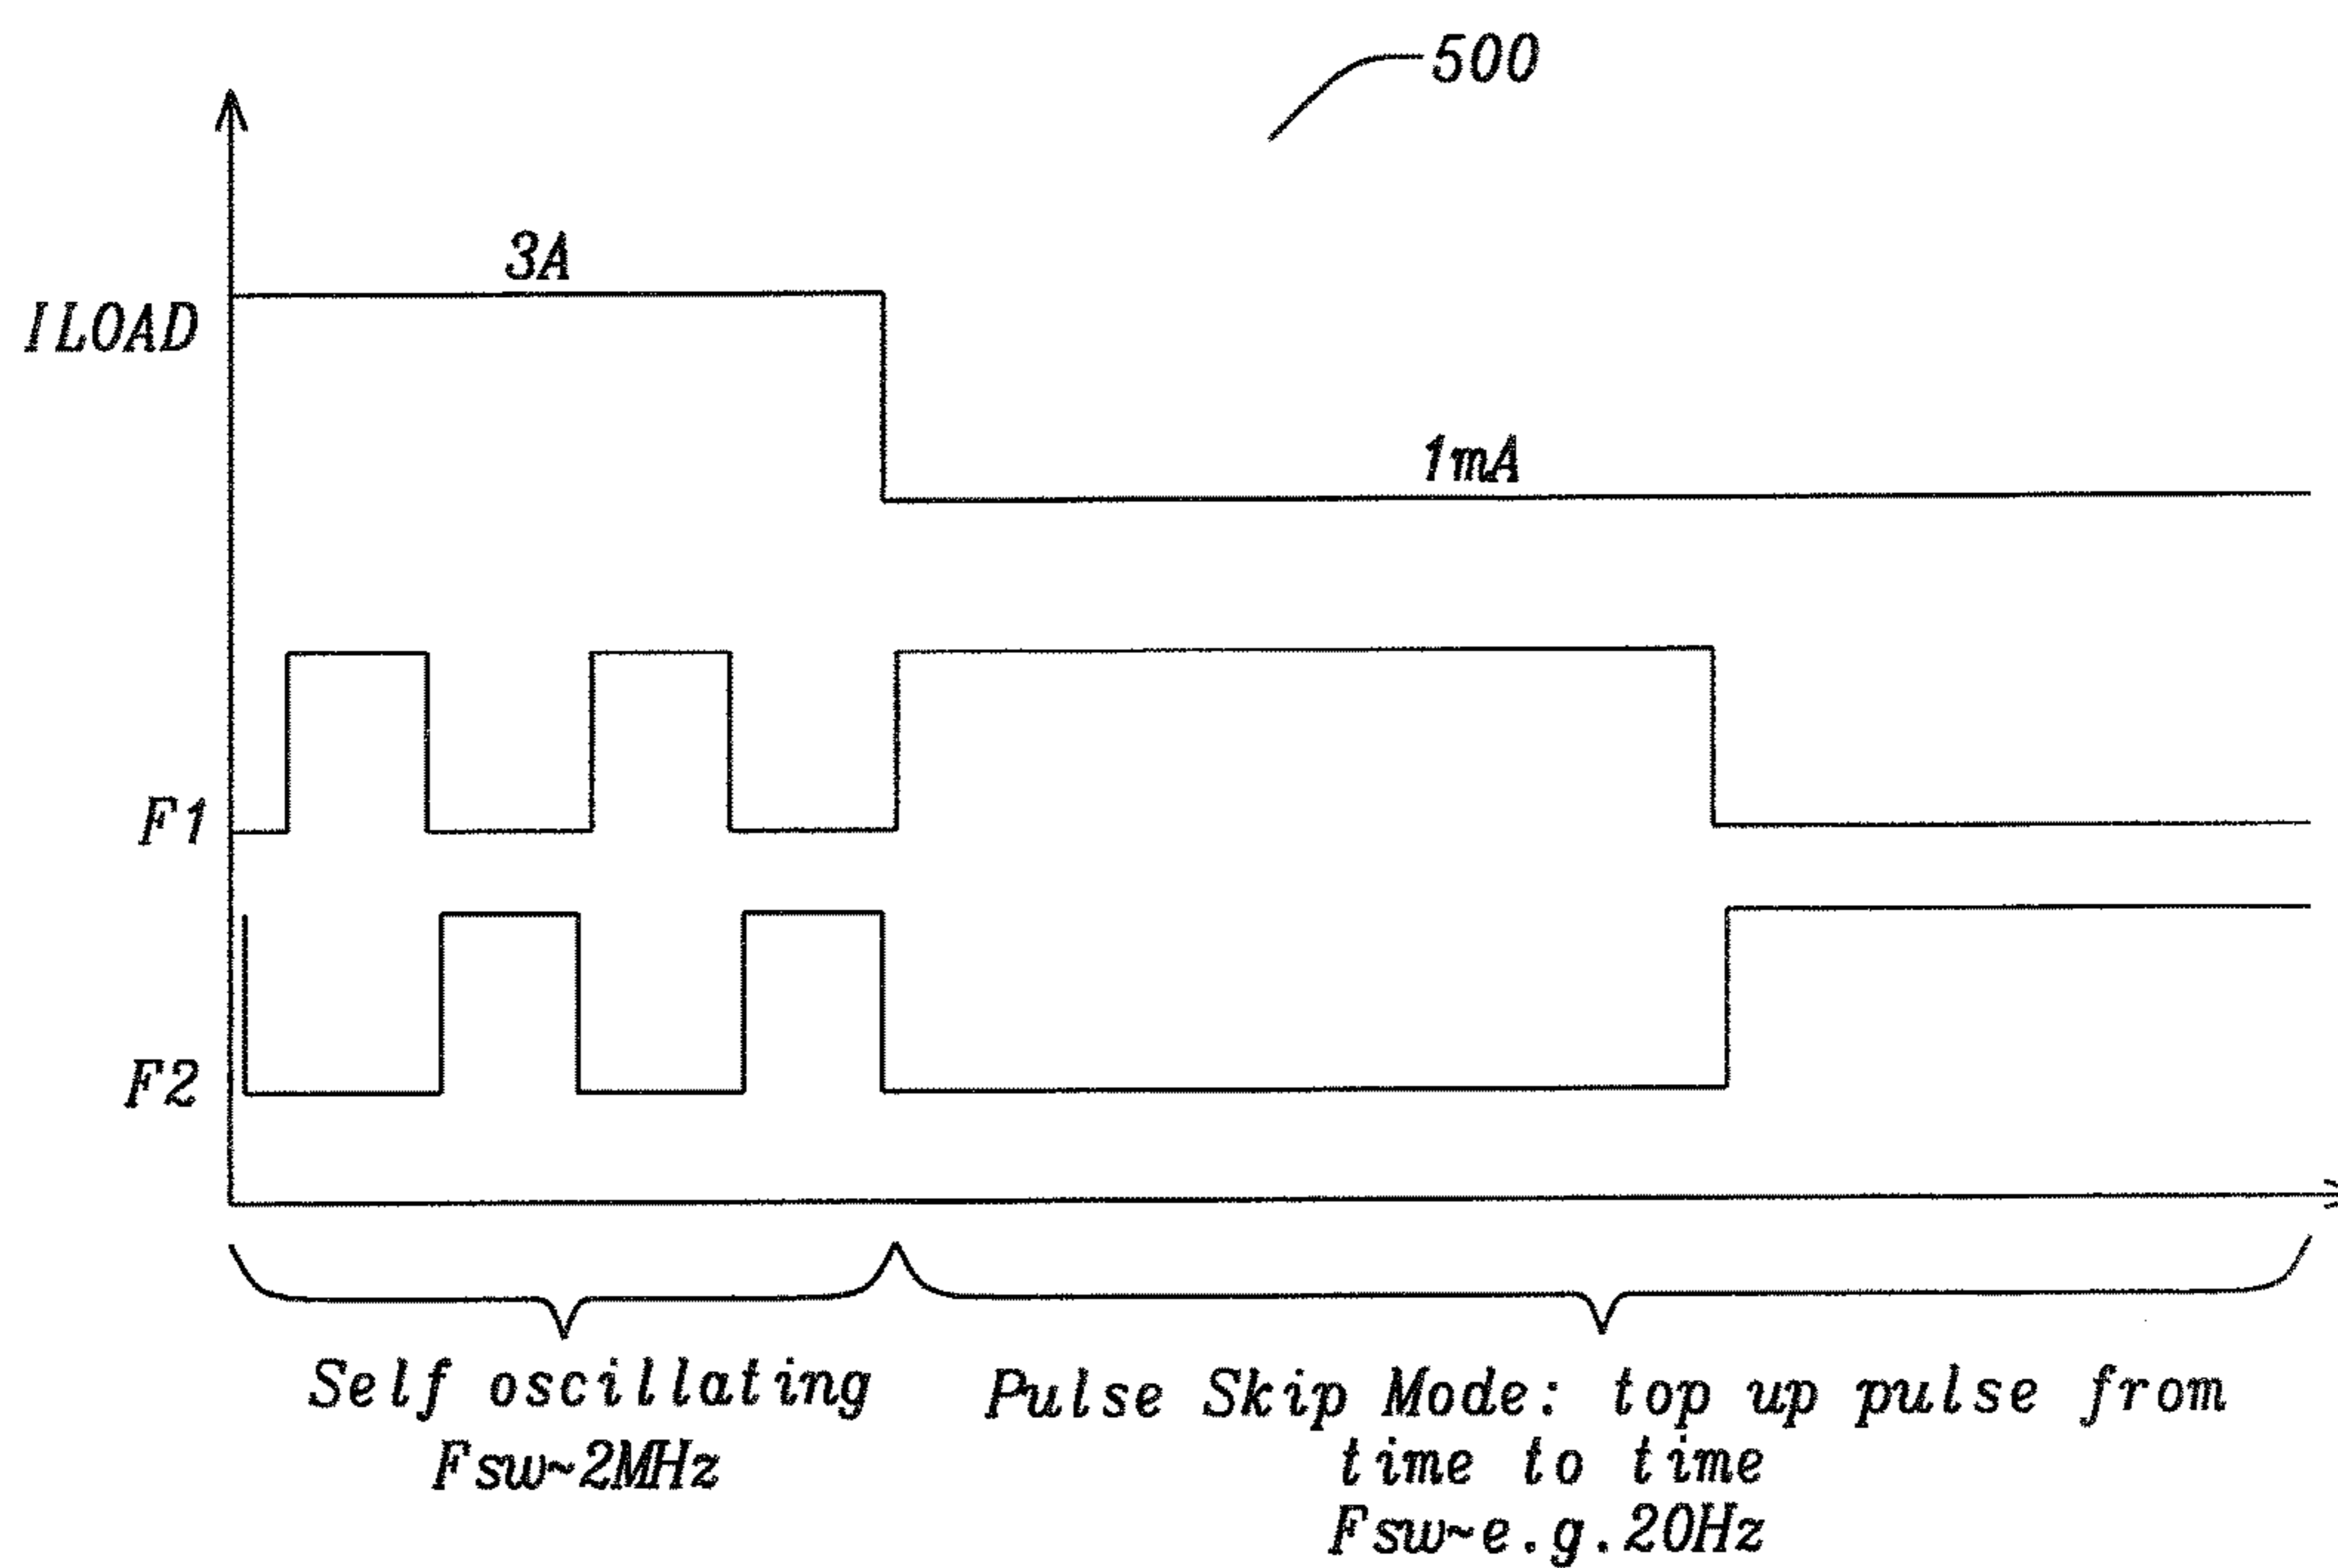 500
3A
ILOAD
1mA
F1
F2
Self oscillating
Fsw~2MHz
Pulse Skip Mode: top up pulse from
time to time
Fsw~e.g.20Hz